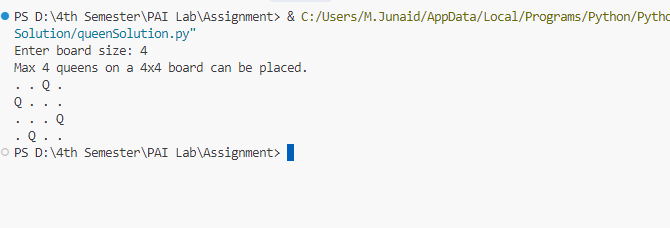 PS D:\4th Semester\PAI Lab\Assignment> & C:/Users/M.Junaid/AppData/Local/Programs/Python/Pytho
Solution/queenSolution.py"
Enter board size: 4
Max 4 queens on a 4x4 board can be placed.
. . Q .
Q . . .
. . . Q
. Q . .
PS D:\4th Semester\PAI Lab\Assignment>